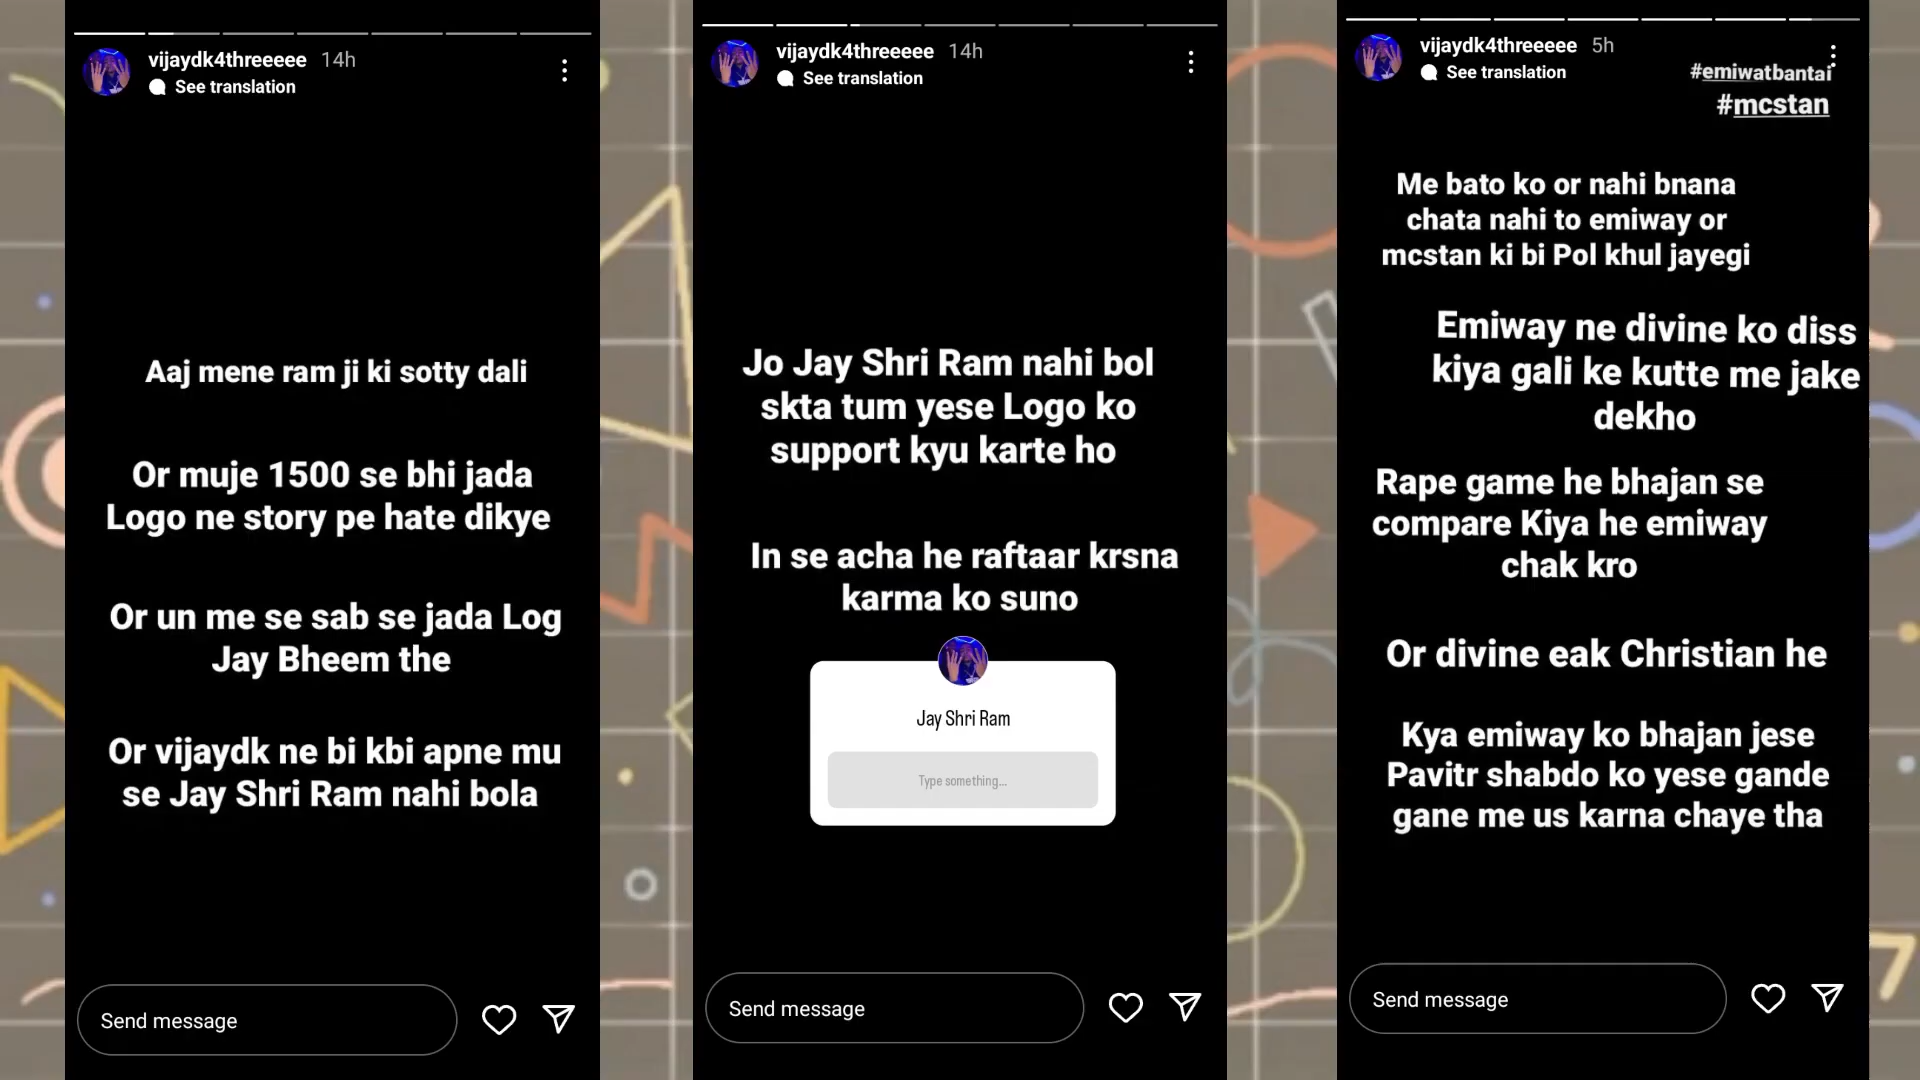 vijaydk4threeeee 14h
See translation
Aaj mene ram ji ki sotty dali
Or muje 1500 se bhi jada
Logo ne story pe hate dikye
Or un me se sab se jada Log
Jay Bheem the
Or vijaydk ne bi kbi apne mu
se Jay Shri Ram nahi bola
Send message
vijaydk4threeeee 14h
See translation
Jo Jay Shri Ram nahi bol
skta tum yese Logo ko
support kyu karte ho
In se acha he raftaar krsna
karma ko suno
Jay Shri Ram
Type something...
Send message
vijaydk4threeeee 5h
See translation
#emiwatbantai
#mcstan
Me bato ko or nahi bnana
chata nahi to emiway or
mcstan ki bi Pol khul jayegi
Emiway ne divine ko diss
kiya gali ke kutte me jake
dekho
Rape game he bhajan se
compare Kiya he emiway
chak kro
Or divine eak Christian he
Kya emiway ko bhajan jese
Pavitr shabdo ko yese gande
gane me us karna chaye tha
Send message